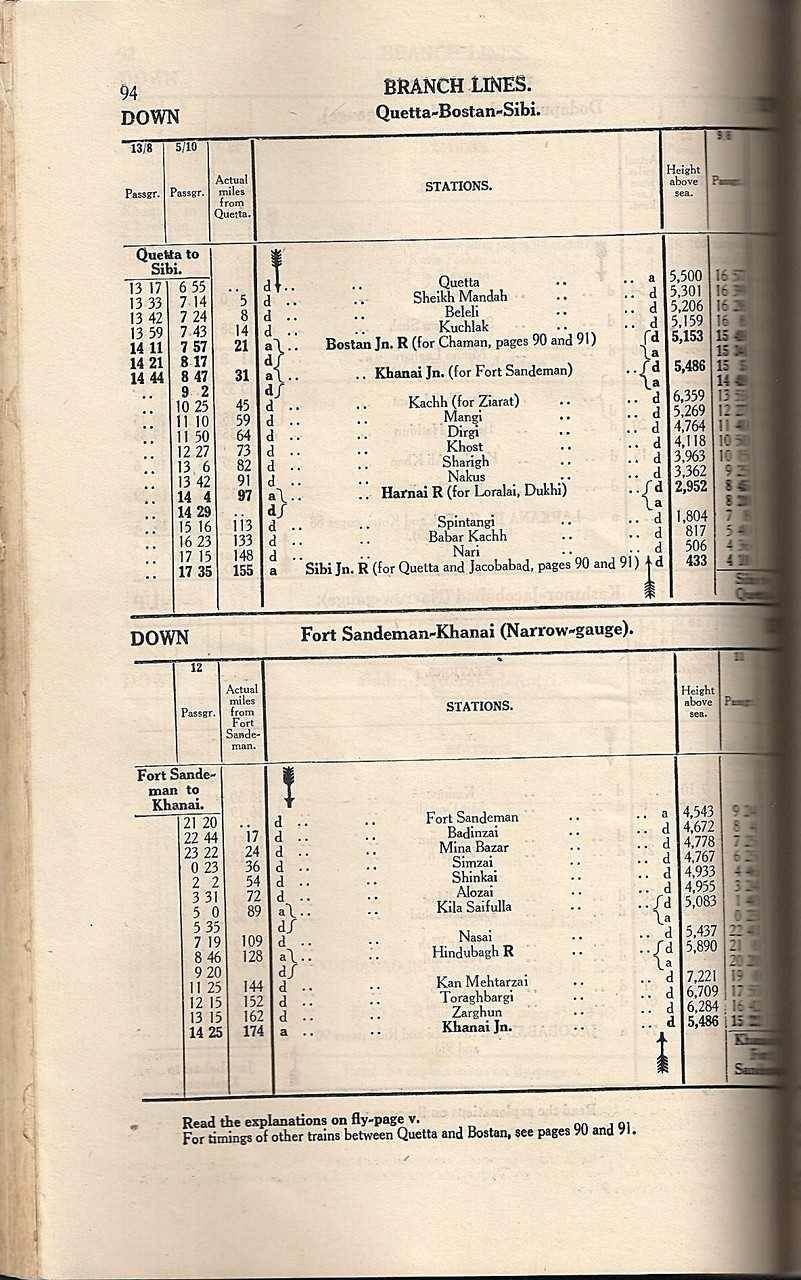 94 BRANCH LINES.
DOWN Quetta-Bostan-Sibi.
13/8 5/10
Passgr. Passgr. Actual miles from Quetta. STATIONS. Height above sea.
Quetta to
Sibi.
13 17 6 55 .. d .. .. Quetta .. .. a 5,500
13 33 7 14 5 d .. .. Sheikh Mandah .. .. d 5,301
13 42 7 24 8 d .. .. Beleli .. .. d 5,206
13 59 7 43 14 d .. .. Kuchlak .. .. d 5,159
14 11 7 57 21 a .. Bostan Jn. R (for Chaman, pages 90 and 91) d 5,153
14 21 8 17 d a
14 44 8 47 31 a .. .. Khanai Jn. (for Fort Sandeman) .. d 5,486
.. 9 2 d a
.. 10 25 45 d .. .. Kachh (for Ziarat) .. .. d 6,359
.. 11 10 59 d .. .. Mangi .. .. d 5,269
.. 11 50 64 d .. .. Dirgi .. .. d 4,764
.. 12 27 73 d .. .. Khost .. .. d 4,118
.. 13 6 82 d .. .. Sharigh .. .. d 3,963
.. 13 42 91 d .. .. Nakus .. .. d 3,362
.. 14 4 97 a .. .. Harnai R (for Loralai, Dukhi) .. d 2,952
.. 14 29 .. d a
.. 15 16 113 d .. .. Spintangi .. .. d 1,804
.. 16 23 133 d .. .. Babar Kachh .. .. d 817
.. 17 15 148 d .. .. Nari .. .. d 506
.. 17 35 155 a Sibi Jn. R (for Quetta and Jacobabad, pages 90 and 91) d 433
DOWN Fort Sandeman-Khanai (Narrow-gauge).
12
Passgr. Actual miles from Fort Sande-man. STATIONS. Height above sea.
Fort Sande-
man to
Khanai.
21 20 .. d .. .. Fort Sandeman .. .. a 4,543
22 44 17 d .. .. Badinzai .. .. d 4,672
23 22 24 d .. .. Mina Bazar .. .. d 4,778
0 23 36 d .. .. Simzai .. .. d 4,767
2 2 54 d .. .. Shinkai .. .. d 4,933
3 31 72 d .. .. Alozai .. .. d 4,955
5 0 89 a .. .. Kila Saifulla .. .. d 5,083
5 35 d a
7 19 109 d .. .. Nasai .. .. d 5,437
8 46 128 a .. .. Hindubagh R .. .. d 5,890
9 20 d a
11 25 144 d .. .. Kan Mehtarzai .. .. d 7,221
12 15 152 d .. .. Toraghbargi .. .. d 6,709
13 15 162 d .. .. Zarghun .. .. d 6,284
14 25 174 a .. .. Khanai Jn. .. .. d 5,486
Read the explanations on fly-page v.
For timings of other trains between Quetta and Bostan, see pages 90 and 91.